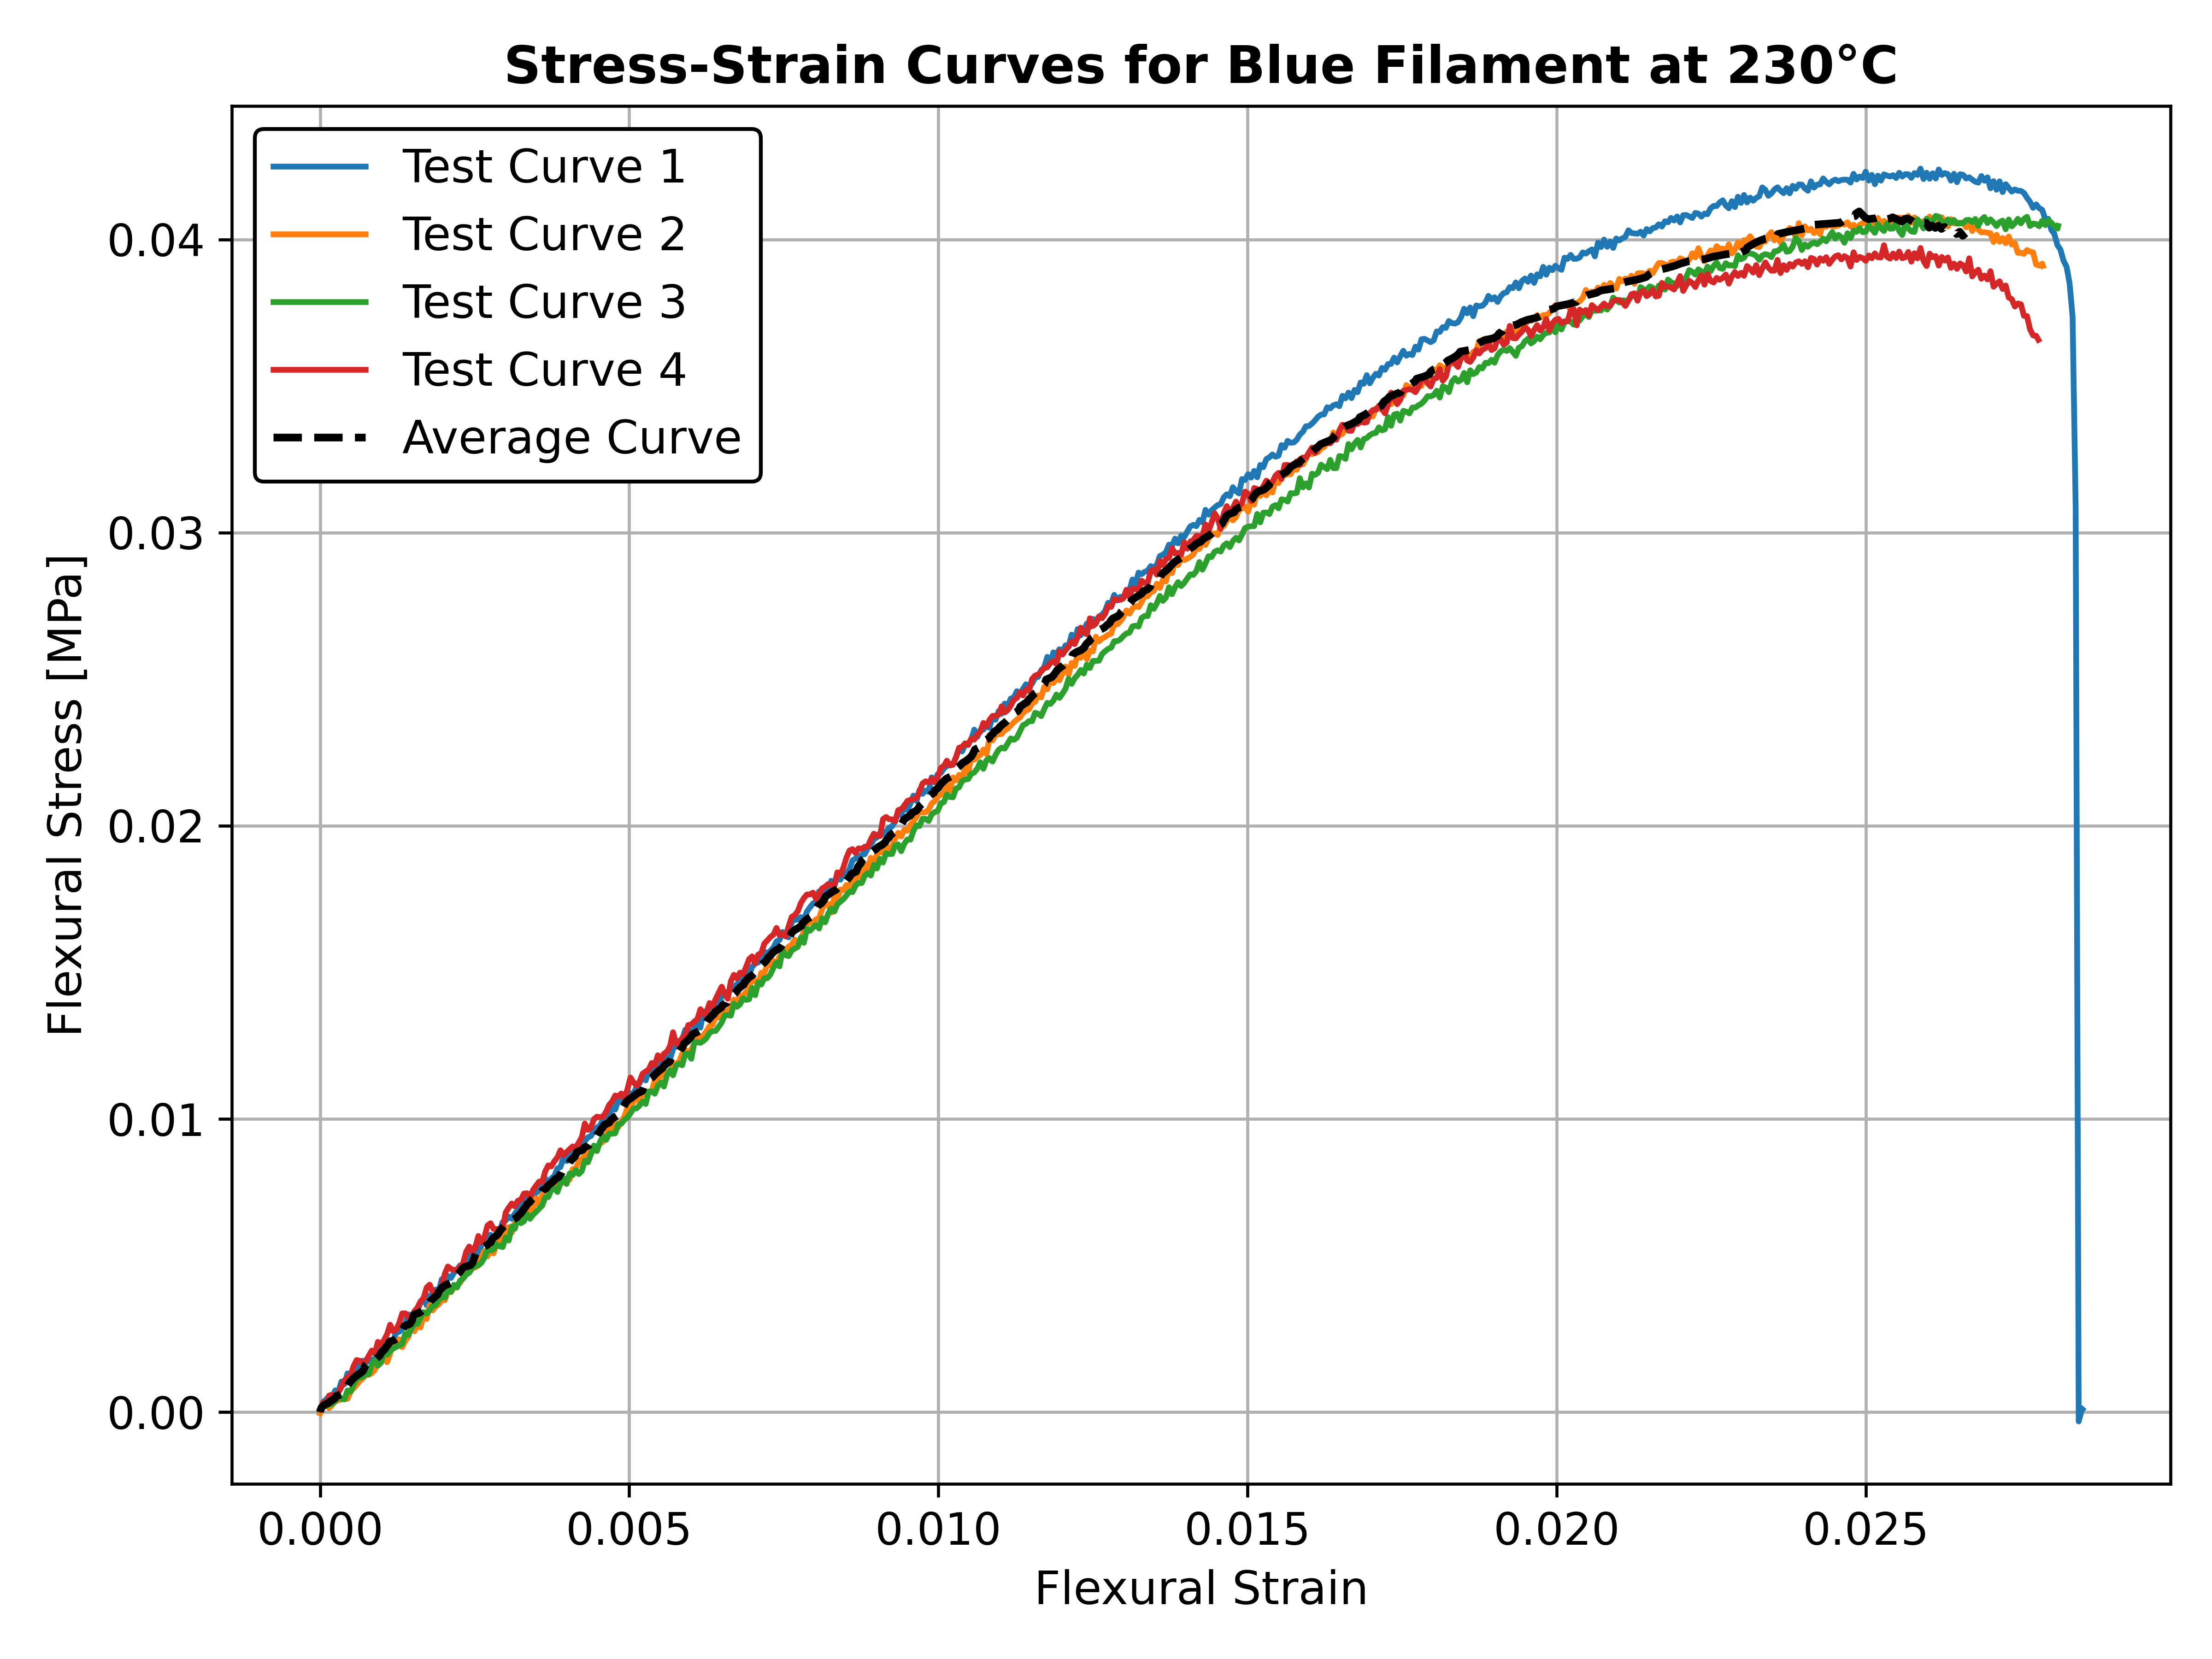 Stress-Strain Curves for Blue Filament at 230°C
Test Curve 1
Test Curve 2
Test Curve 3
Test Curve 4
Average Curve
Flexural Stress [MPa]
0.04
0.03
0.02
0.01
0.00
0.000 0.005 0.010 0.015 0.020 0.025
Flexural Strain